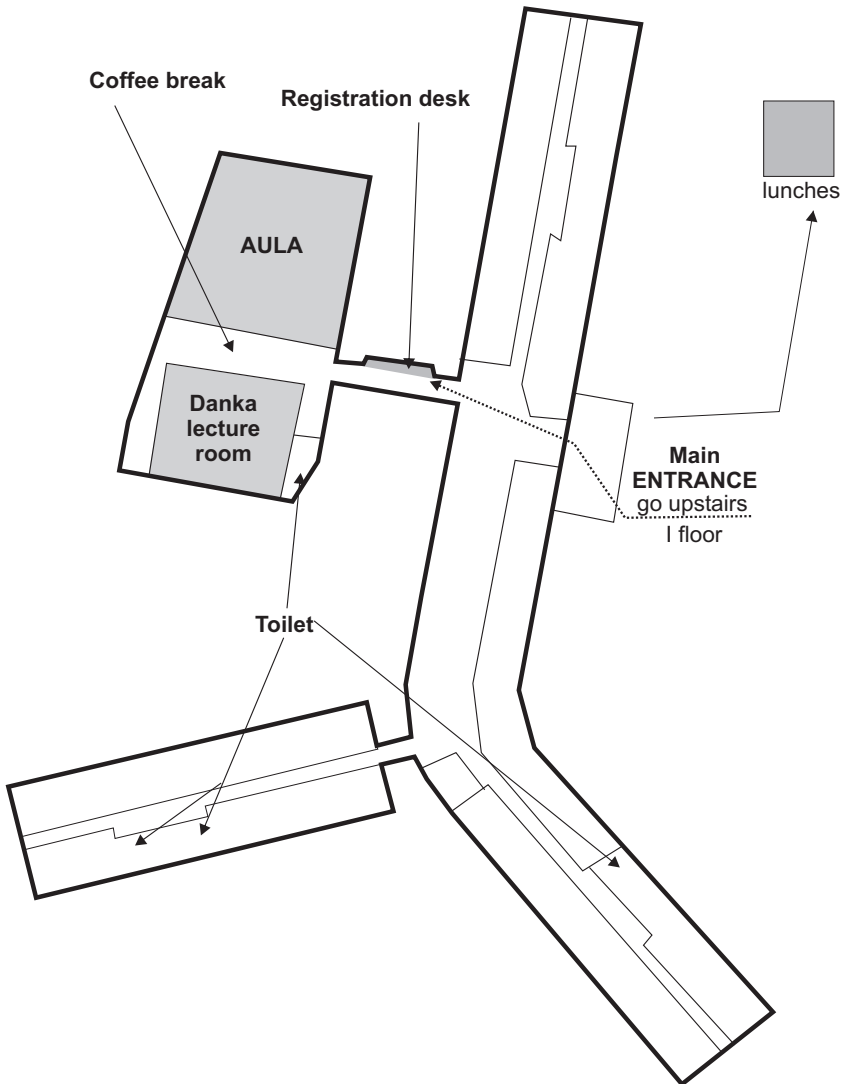 Coffee break
Registration desk
lunches
AULA
Danka
lecture
room
Main
ENTRANCE
go upstairs
I floor
Toilet